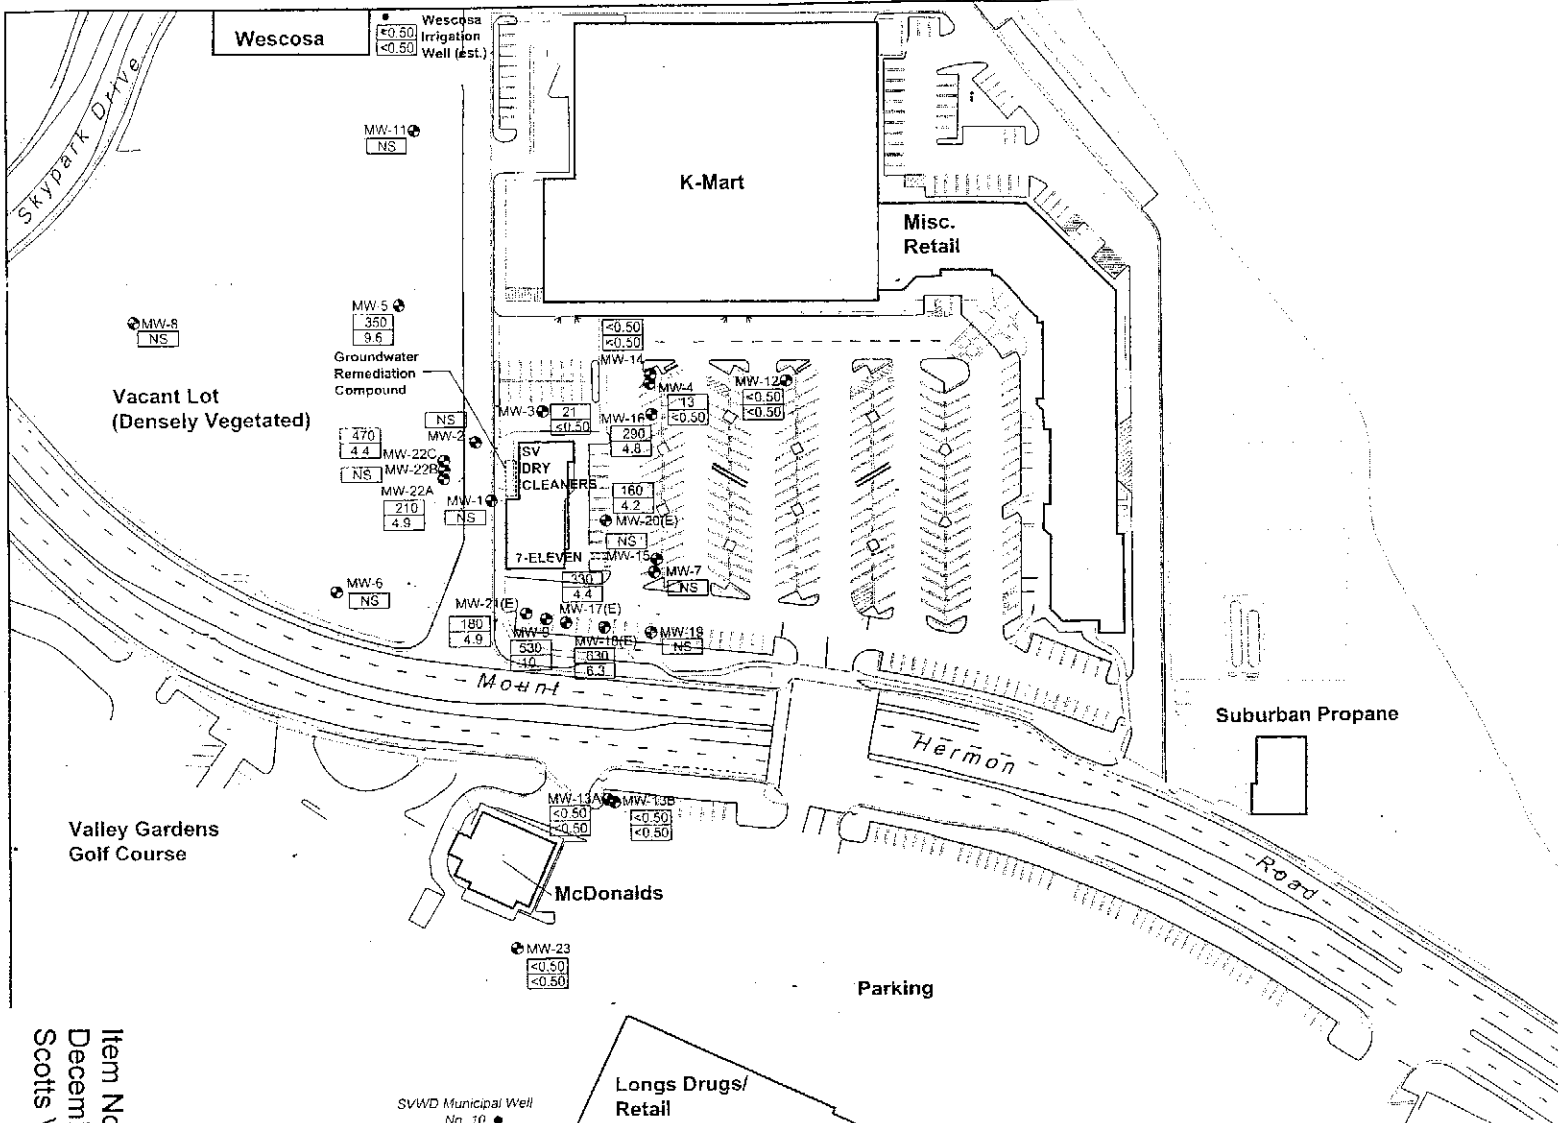 Wescosa
<0.50
<0.50
Wescosa
Irrigation
Well (est.)
Skypark Drive
MW-11
NS
K-Mart
Misc.
Retail
MW-8
NS
MW-5
350
9.6
Groundwater
Remediation
Compound
Vacant Lot
(Densely Vegetated)
<0.50
<0.50
MW-14
MW-4
13
<0.50
MW-12
<0.50
<0.50
MW-3
21
<0.50
MW-16
290
4.8
NS
MW-2
470
4.4
MW-22C
MW-22B
NS
MW-22A
210
4.9
MW-1
NS
SV
DRY
CLEANERS
7-ELEVEN
160
4.2
MW-20(E)
NS
MW-15
MW-7
NS
330
4.4
MW-6
NS
MW-21(E)
180
4.9
MW-9
530
10
MW-17(E)
MW-18(E)
630
6.3
MW-19
NS
Mount
Hermon
Road
Suburban Propane
Valley Gardens
Golf Course
MW-13A
<0.50
<0.50
MW-13B
<0.50
<0.50
McDonalds
MW-23
<0.50
<0.50
Parking
Longs Drugs/
Retail
SVWD Municipal Well
No. 10
Item No
Decem
Scotts V